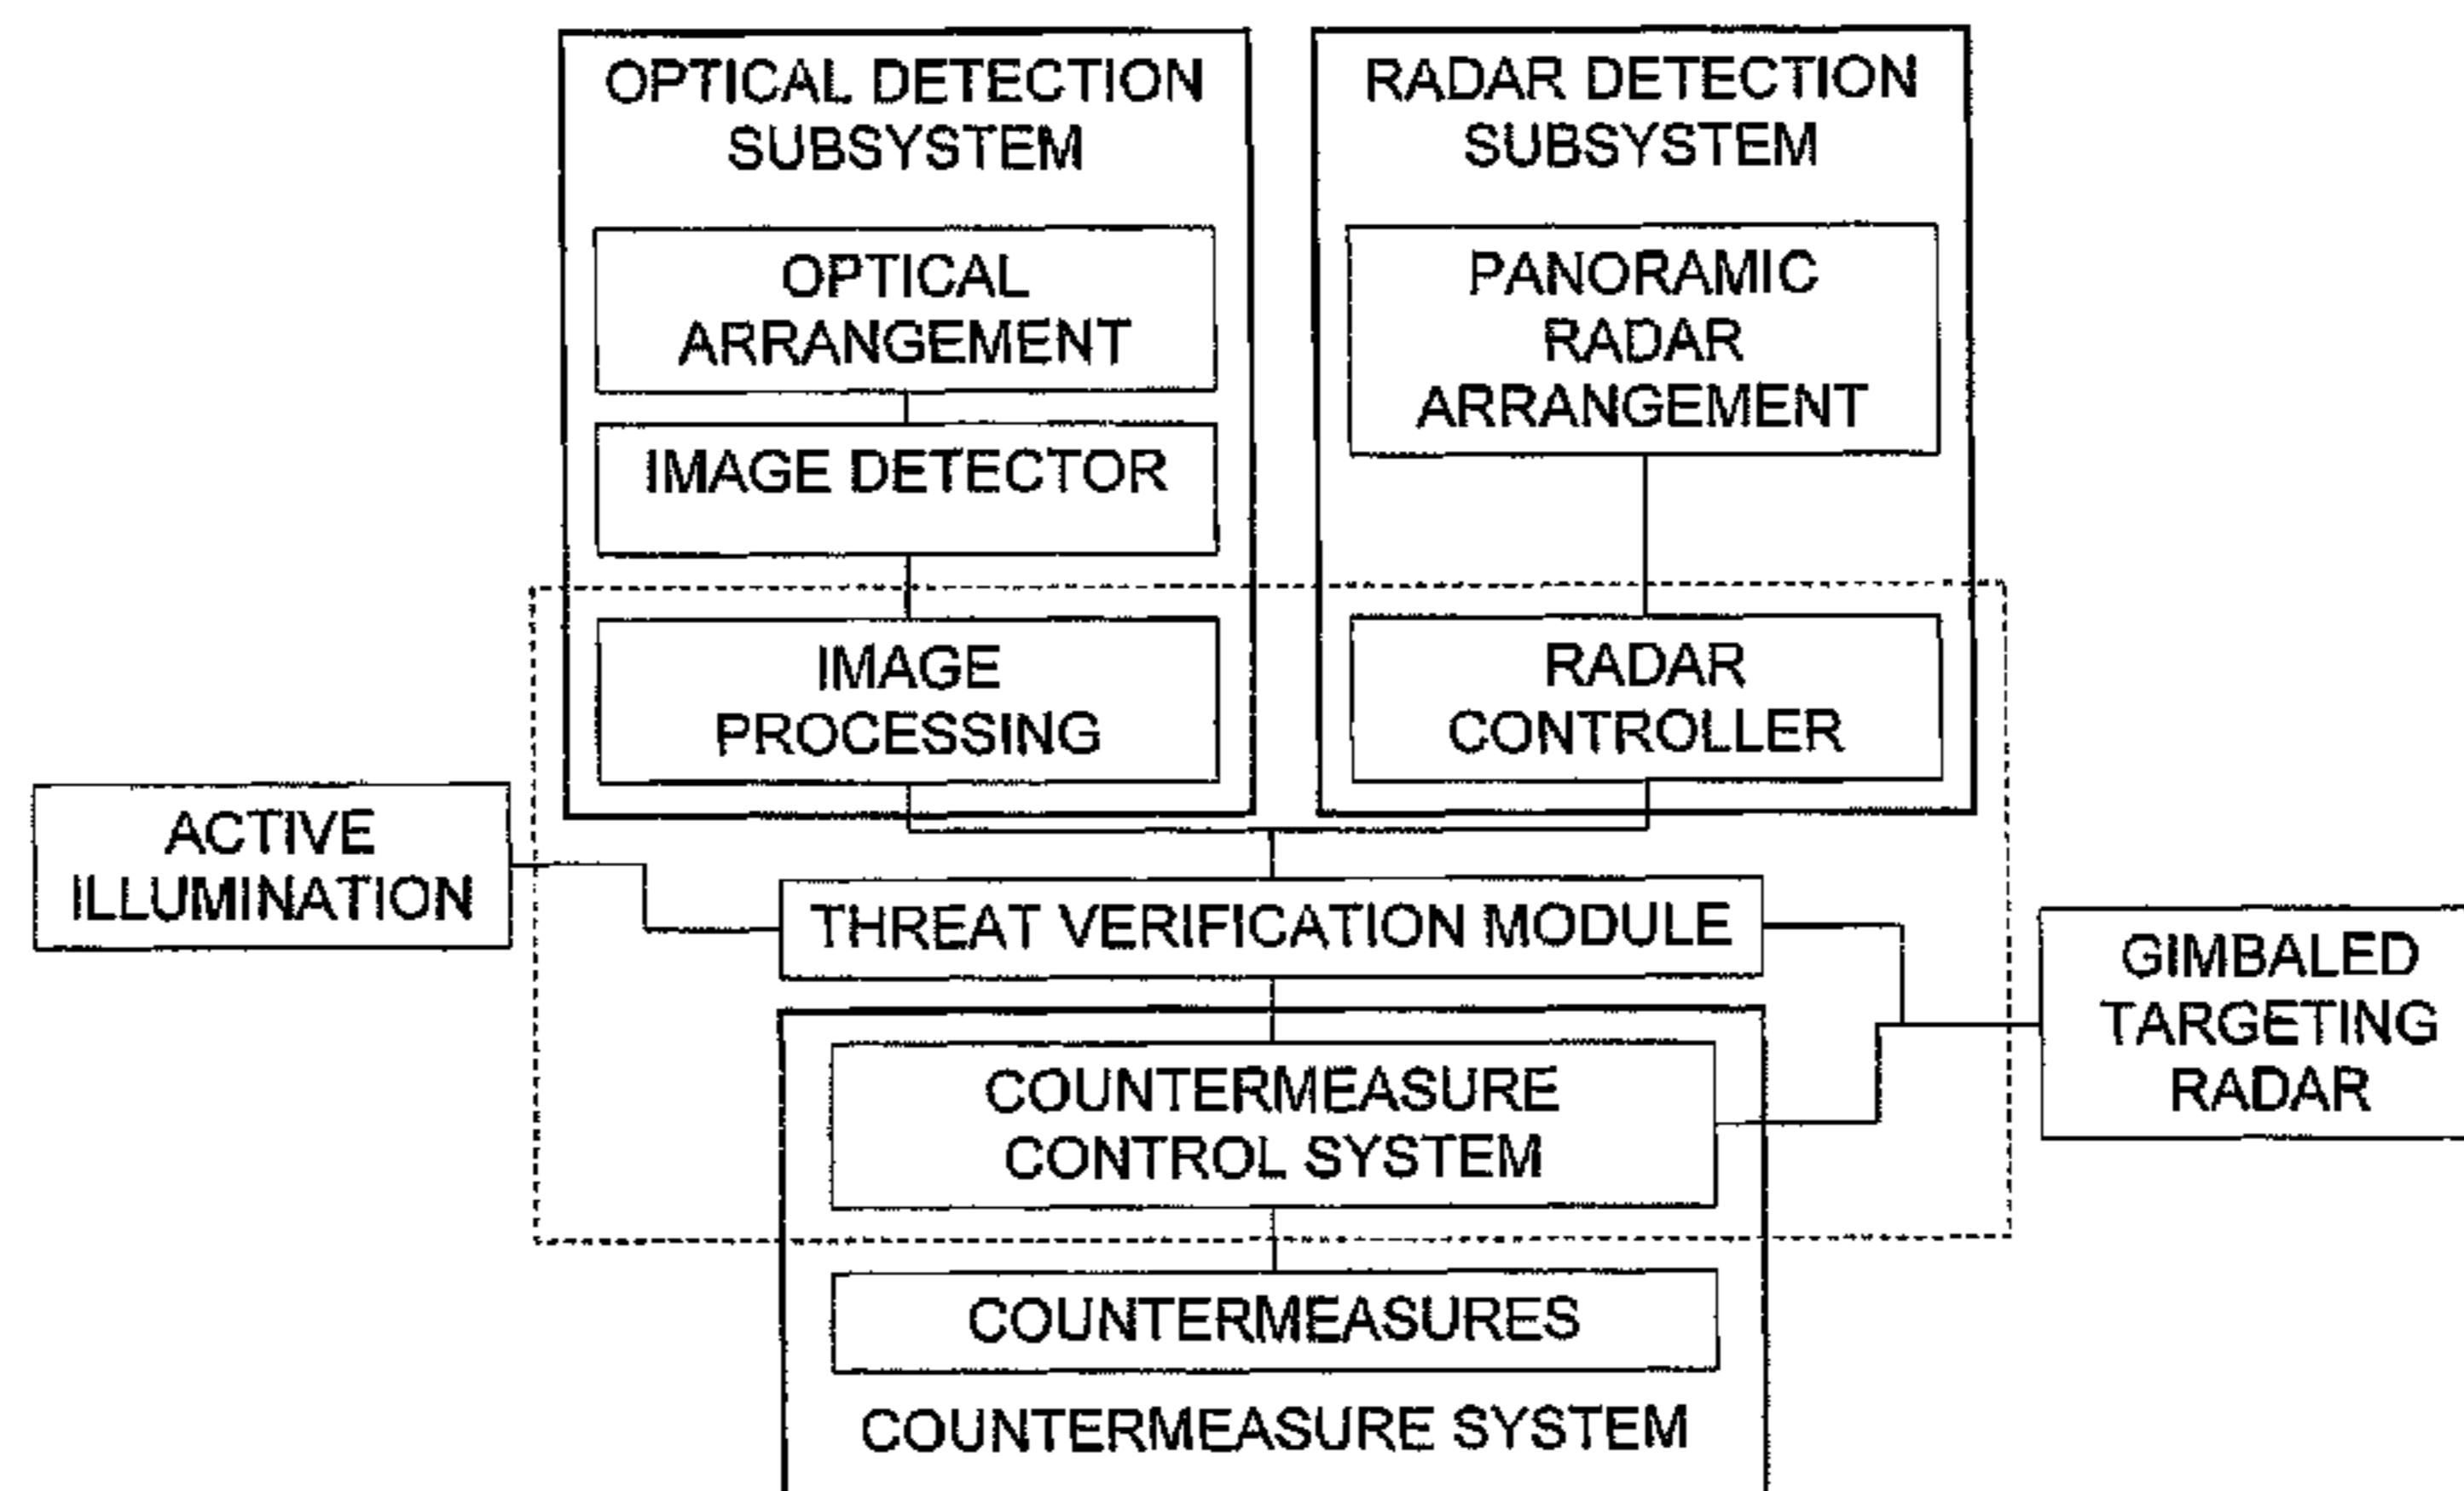 OPTICAL DETECTION
SUBSYSTEM
OPTICAL
ARRANGEMENT
IMAGE DETECTOR
IMAGE
PROCESSING
RADAR DETECTION
SUBSYSTEM
PANORAMIC
RADAR
ARRANGEMENT
RADAR
CONTROLLER
ACTIVE
ILLUMINATION
THREAT VERIFICATION MODULE
GIMBALED
TARGETING
RADAR
COUNTERMEASURE
CONTROL SYSTEM
COUNTERMEASURES
COUNTERMEASURE SYSTEM